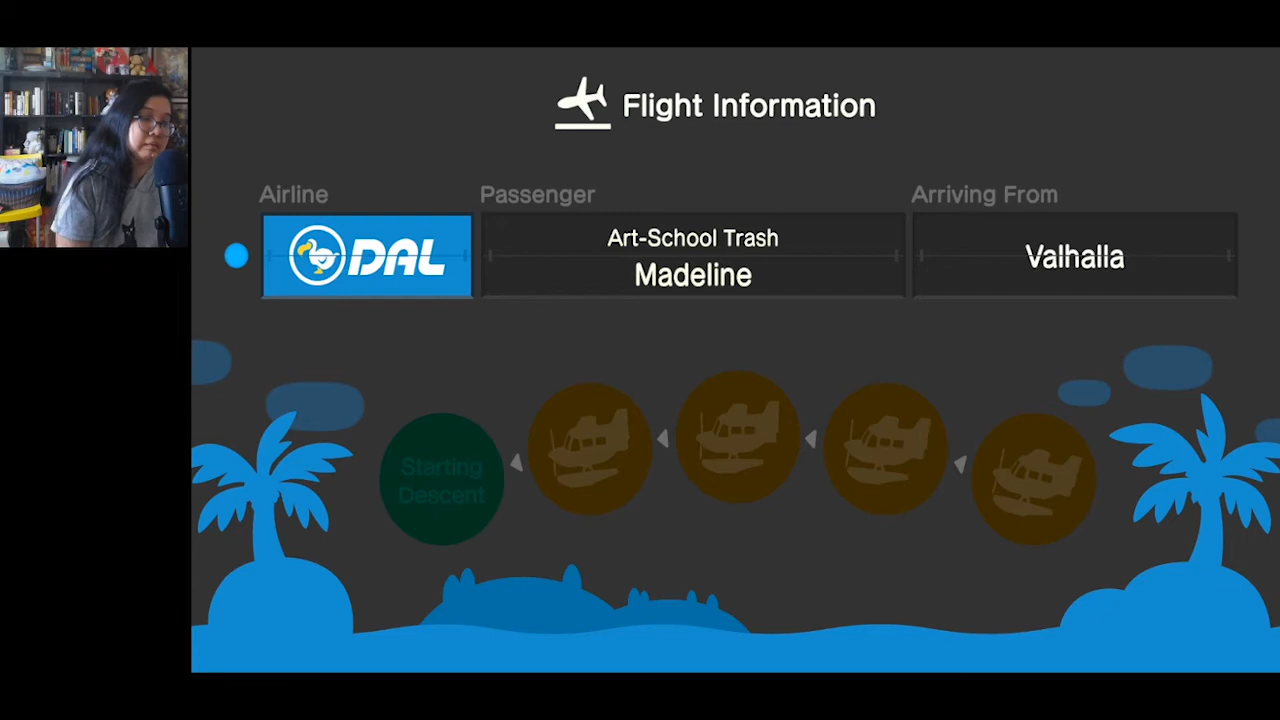 Flight Information
Airline
Passenger
Arriving From
DAL
Art-School Trash
Madeline
Valhalla
Starting
Descent